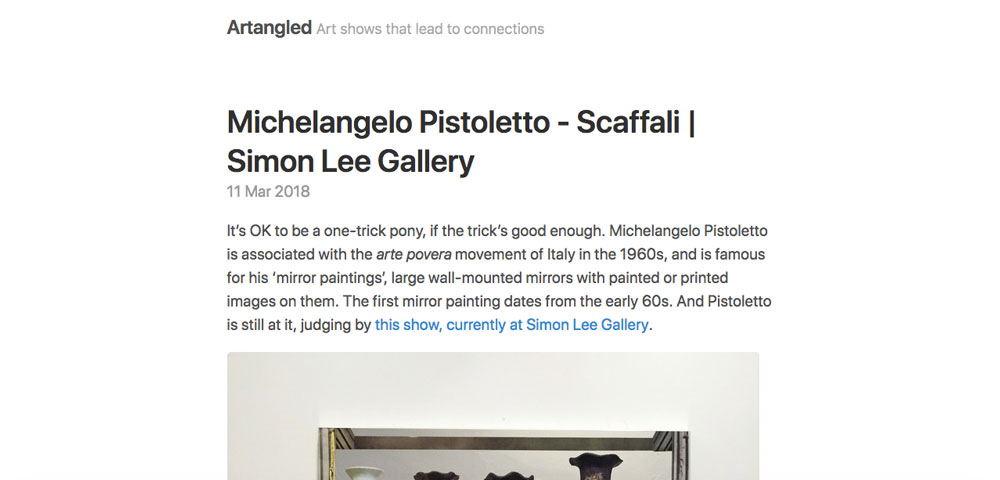 Artangled Art shows that lead to connections
Michelangelo Pistoletto - Scaffali |
Simon Lee Gallery
11 Mar 2018
It’s OK to be a one-trick pony, if the trick’s good enough. Michelangelo Pistoletto
is associated with the arte povera movement of Italy in the 1960s, and is famous
for his ‘mirror paintings’, large wall-mounted mirrors with painted or printed
images on them. The first mirror painting dates from the early 60s. And Pistoletto
is still at it, judging by this show, currently at Simon Lee Gallery.